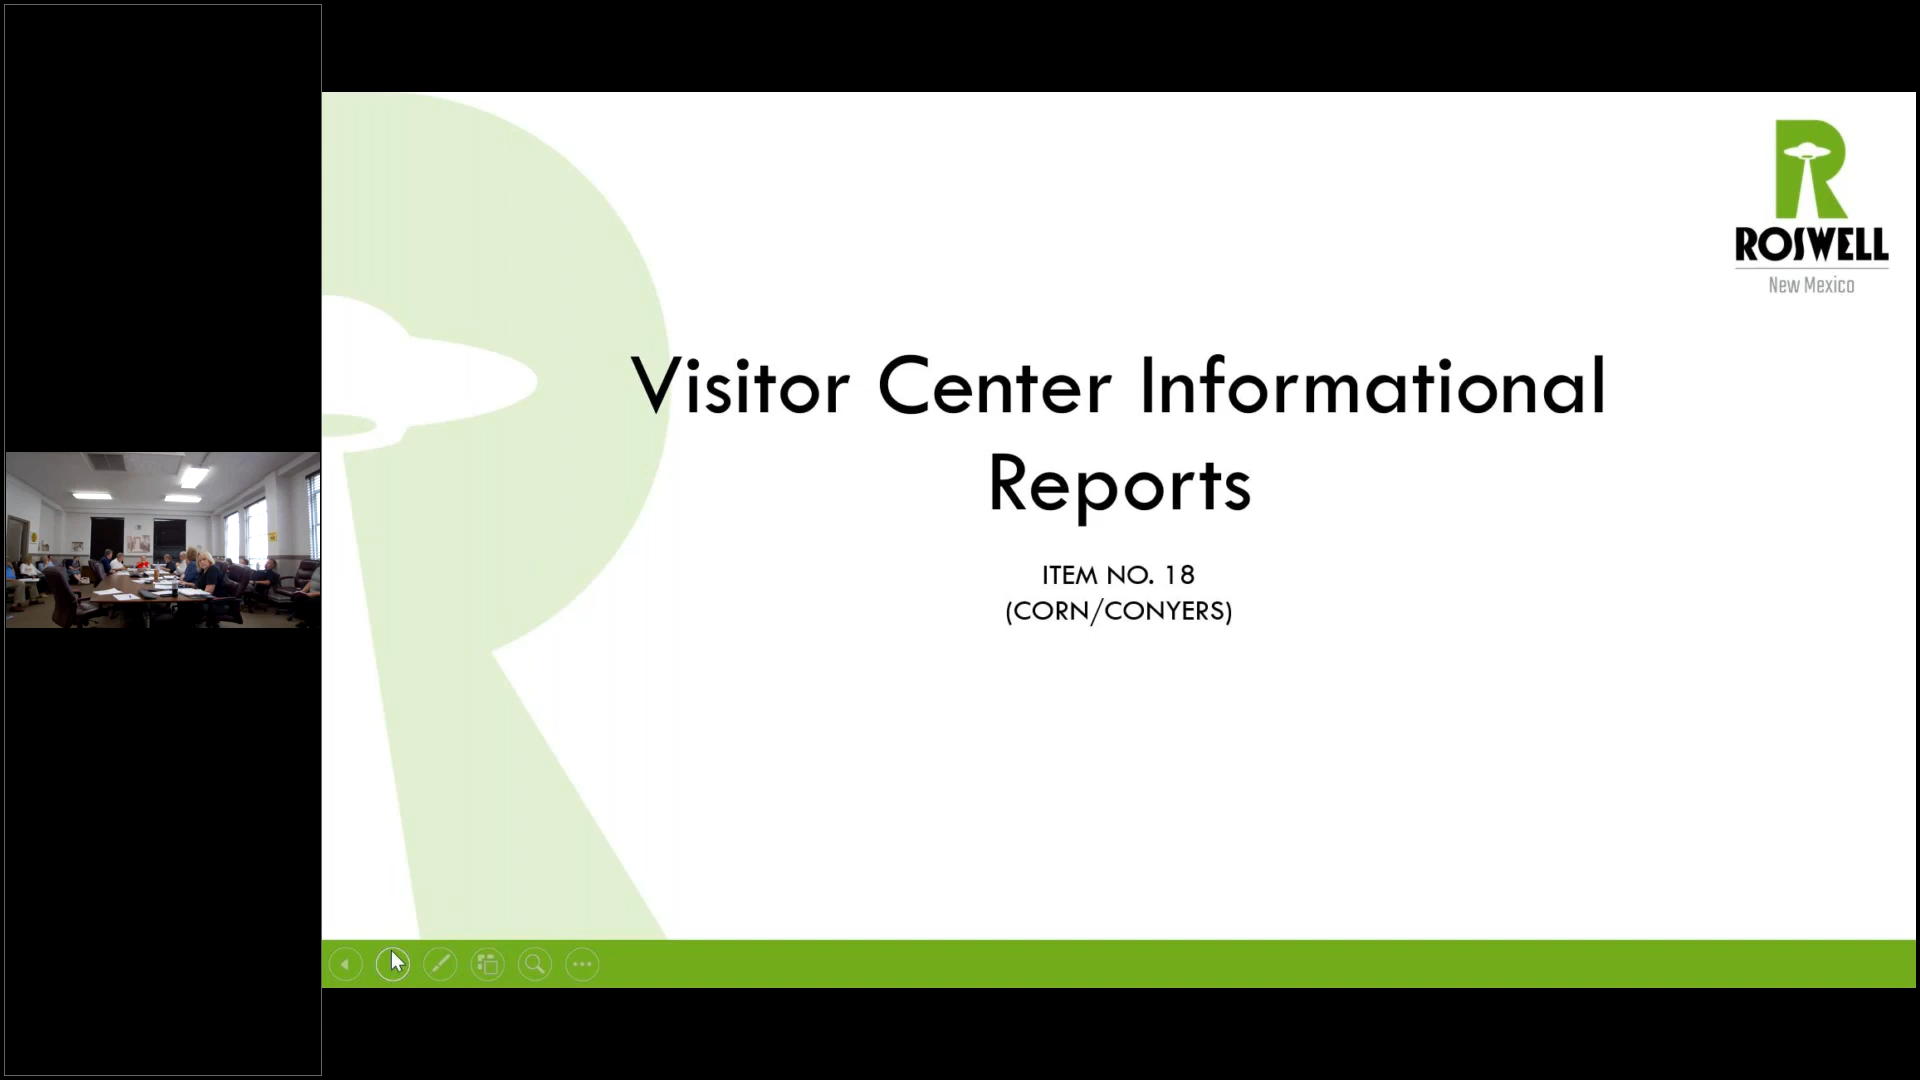 ROSWELL
New Mexico
Visitor Center Informational
Reports
ITEM NO. 18
(CORN/CONYERS)